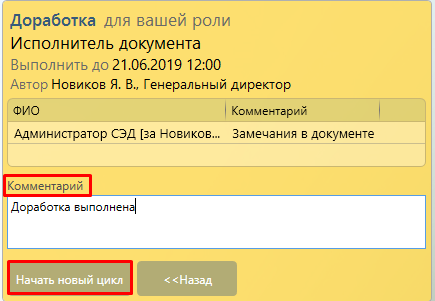 Доработка для вашей роли
Исполнитель документа
Выполнить до 21.06.2019 12:00
Автор Новиков Я. В., Генеральный директор
ФИО Комментарий
Администратор СЭД [за Новиков... Замечания в документе
Комментарий
Доработка выполнена
Начать новый цикл <<Назад